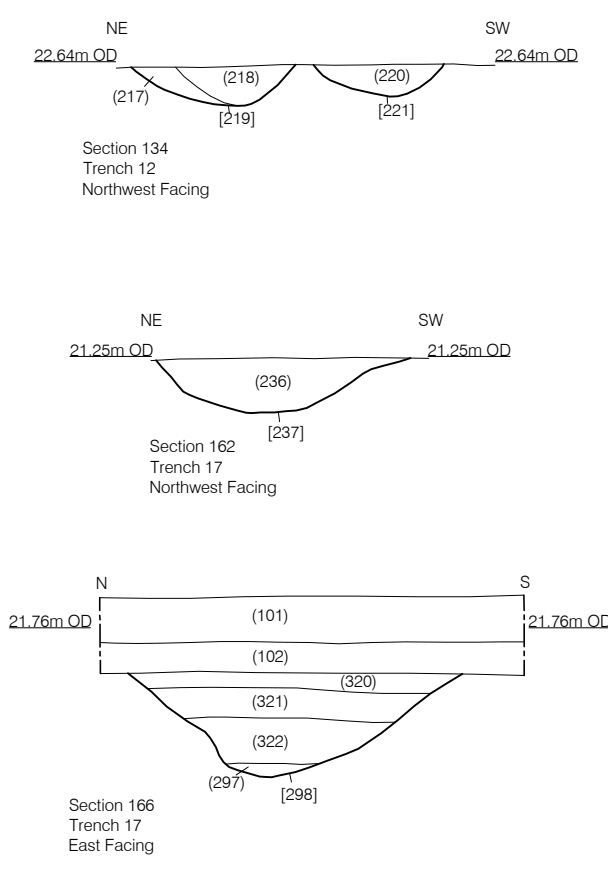 NE SW
22.64m OD 22.64m OD
(218) (220)
(217)
[219] [221]
Section 134
Trench 12
Northwest Facing
NE SW
21.25m OD 21.25m OD
(236)
[237]
Section 162
Trench 17
Northwest Facing
N S
(101)
21.76m OD 21.76m OD
(102)
(320)
(321)
(322)
(297)
[298]
Section 166
Trench 17
East Facing